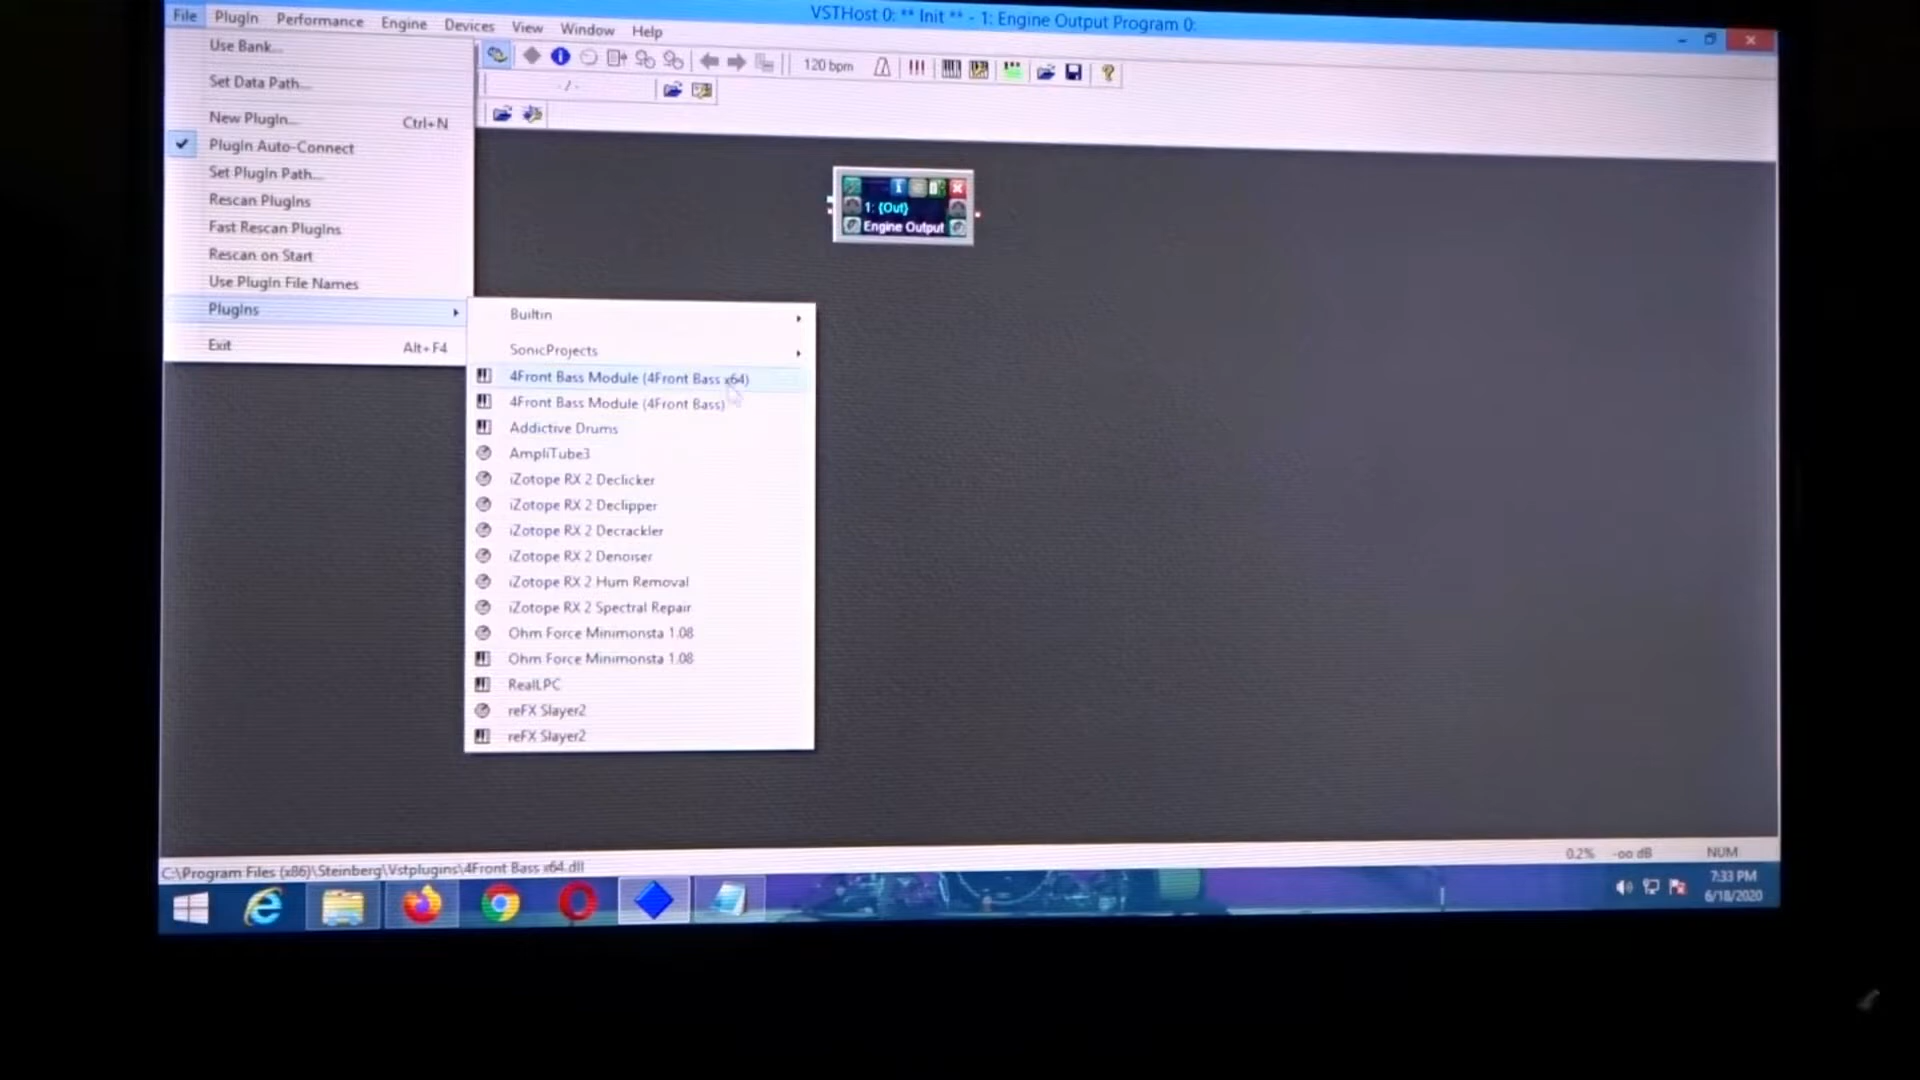 VSTHost 0: ** Init ** - 1: Engine Output Program 0:
File PlugIn Performance Engine Devices View Window Help
Use Bank...
Set Data Path...
New PlugIn... Ctrl+N
PlugIn Auto-Connect
Set PlugIn Path...
Rescan PlugIns
Fast Rescan PlugIns
Rescan on Start
Use PlugIn File Names
PlugIns
Exit Alt+F4
120 bpm
- / -
1: {Out}
Engine Output
Builtin
SonicProjects
4Front Bass Module (4Front Bass x64)
4Front Bass Module (4Front Bass)
Addictive Drums
AmpliTube3
iZotope RX 2 Declicker
iZotope RX 2 Declipper
iZotope RX 2 Decrackler
iZotope RX 2 Denoiser
iZotope RX 2 Hum Removal
iZotope RX 2 Spectral Repair
Ohm Force Minimonsta 1.08
Ohm Force Minimonsta 1.08
RealLPC
reFX Slayer2
reFX Slayer2
C:\Program Files (x86)\Steinberg\Vstplugins\4Front Bass x64.dll
0.2% -oo dB NUM
7:33 PM
6/18/2020